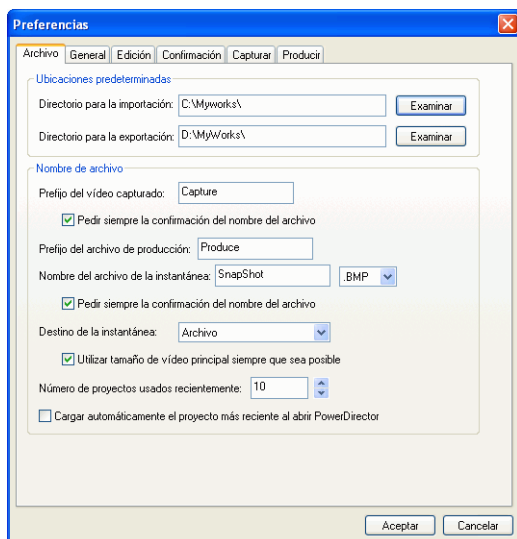 Preferencias
Archivo General Edición Confirmación Capturar Producir
Ubicaciones predeterminadas
Directorio para la importación: C:\Myworks\ Examinar
Directorio para la exportación: D:\MyWorks\ Examinar
Nombre de archivo
Prefijo del vídeo capturado: Capture
Pedir siempre la confirmación del nombre del archivo
Prefijo del archivo de producción: Produce
Nombre del archivo de la instantánea: SnapShot .BMP
Pedir siempre la confirmación del nombre del archivo
Destino de la instantánea: Archivo
Utilizar tamaño de vídeo principal siempre que sea posible
Número de proyectos usados recientemente: 10
Cargar automáticamente el proyecto más reciente al abrir PowerDirector
Aceptar Cancelar